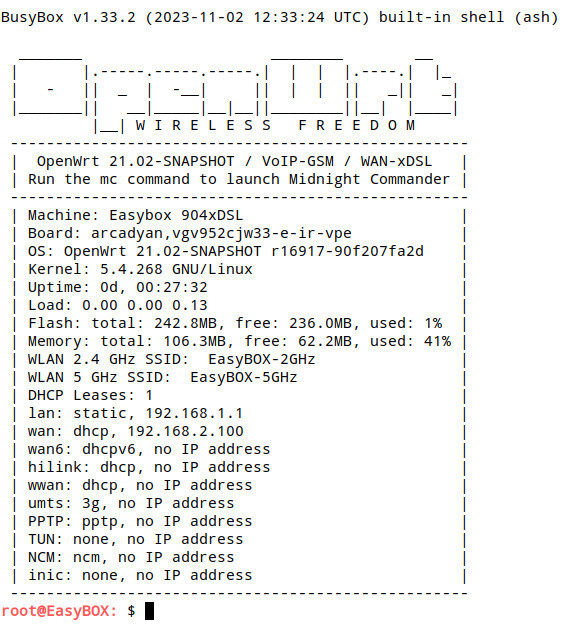 BusyBox v1.33.2 (2023-11-02 12:33:24 UTC) built-in shell (ash)
OpenWrt
W I R E L E S S   F R E E D O M
OpenWrt 21.02-SNAPSHOT / VoIP-GSM / WAN-xDSL
Run the mc command to launch Midnight Commander
Machine: Easybox 904xDSL
Board: arcadyan,vgv952cjw33-e-ir-vpe
OS: OpenWrt 21.02-SNAPSHOT r16917-90f207fa2d
Kernel: 5.4.268 GNU/Linux
Uptime: 0d, 00:27:32
Load: 0.00 0.00 0.13
Flash: total: 242.8MB, free: 236.0MB, used: 1%
Memory: total: 106.3MB, free: 62.2MB, used: 41%
WLAN 2.4 GHz SSID:  EasyBOX-2GHz
WLAN 5 GHz SSID:  EasyBOX-5GHz
DHCP Leases: 1
lan: static, 192.168.1.1
wan: dhcp, 192.168.2.100
wan6: dhcpv6, no IP address
hilink: dhcp, no IP address
wwan: dhcp, no IP address
umts: 3g, no IP address
PPTP: pptp, no IP address
TUN: none, no IP address
NCM: ncm, no IP address
inic: none, no IP address
root@EasyBOX: $